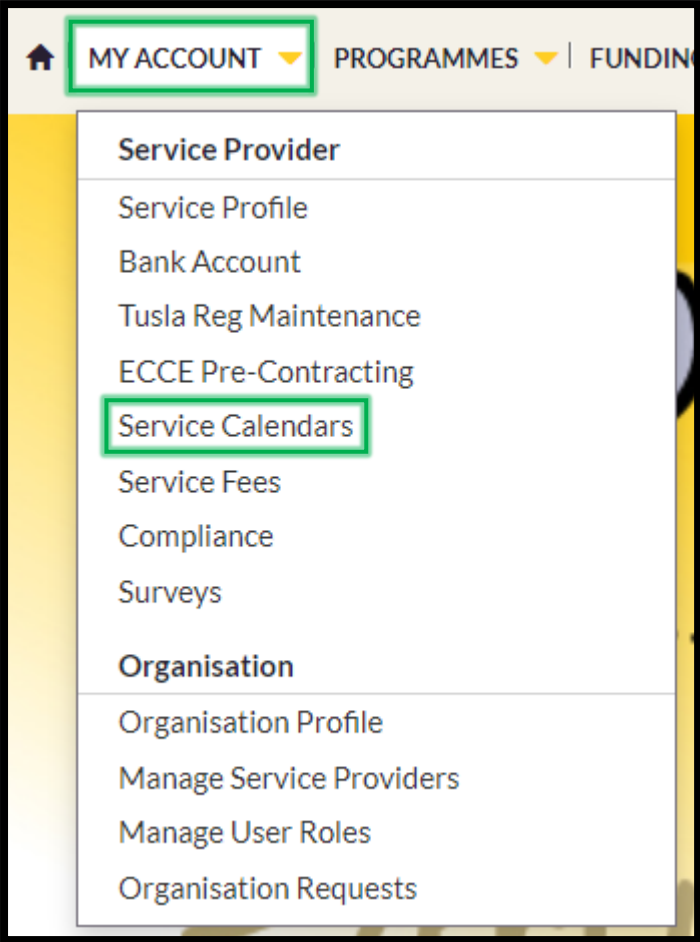 MY ACCOUNT PROGRAMMES
Service Provider
Service Profile
Bank Account
Tusla Reg Maintenance
ECCE Pre-Contracting
Service Calendars
Service Fees
Compliance
Surveys
Organisation
Organisation Profile
Manage Service Providers
Manage User Roles
Organisation Requests